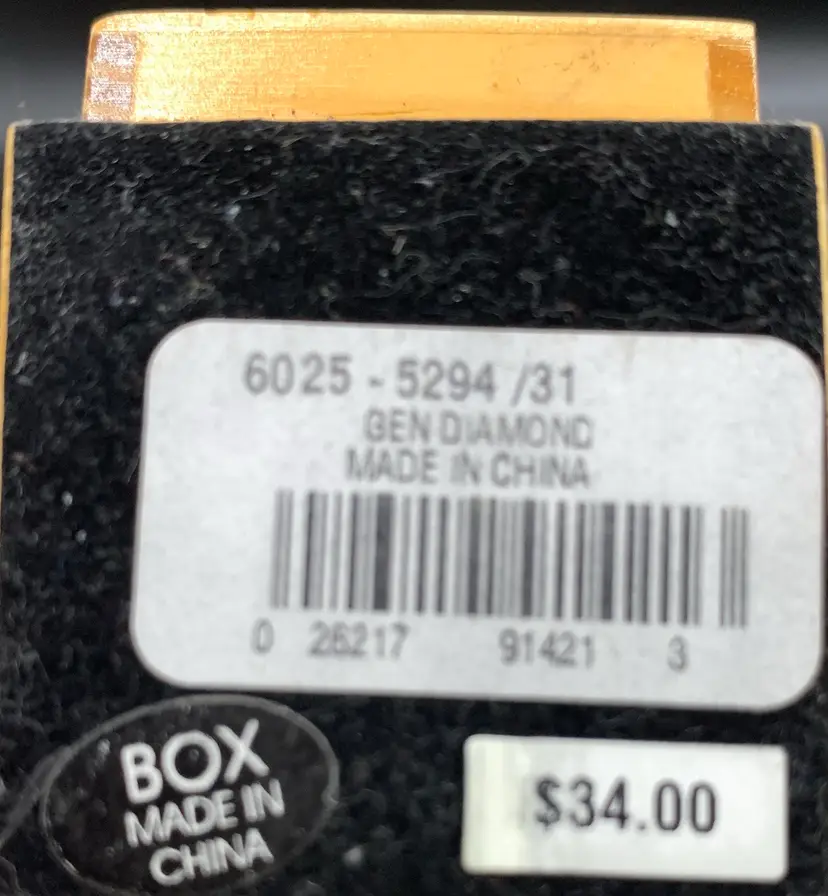 6025 - 5294 /31
GEN DIAMOND
MADE IN CHINA
0 26217 91421 3
BOX
MADE IN
CHINA
$34.00